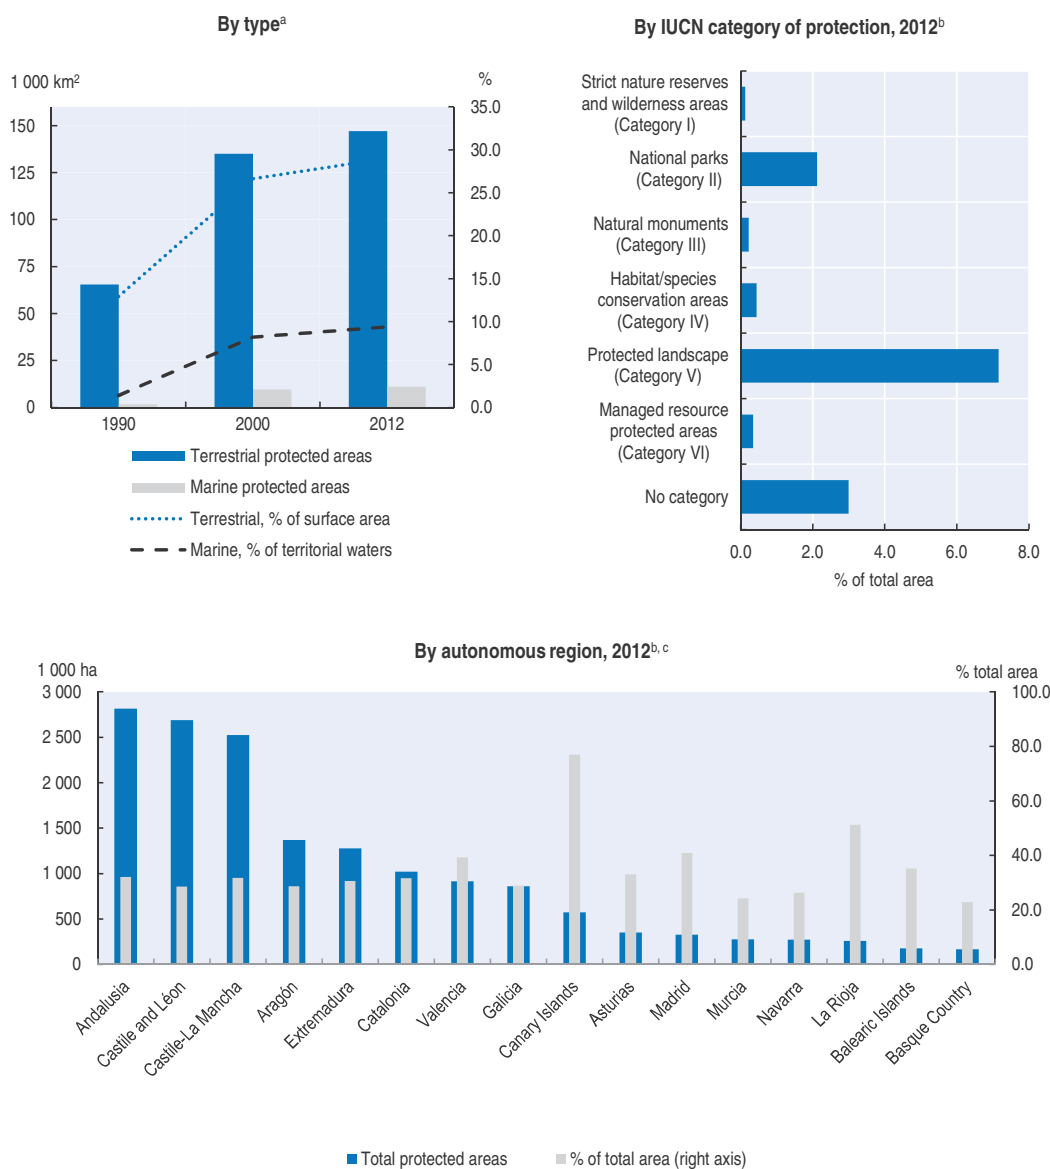 By typeᵃ
1 000 km²
%
150
125
100
75
50
25
0
35.0
30.0
25.0
20.0
15.0
10.0
5.0
0.0
1990
2000
2012
Terrestrial protected areas
Marine protected areas
Terrestrial, % of surface area
Marine, % of territorial waters
By IUCN category of protection, 2012ᵇ
Strict nature reserves
and wilderness areas
(Category I)
National parks
(Category II)
Natural monuments
(Category III)
Habitat/species
conservation areas
(Category IV)
Protected landscape
(Category V)
Managed resource
protected areas
(Category VI)
No category
0.0
2.0
4.0
6.0
8.0
% of total area
By autonomous region, 2012ᵇ, ᶜ
1 000 ha
% total area
3 000
2 500
2 000
1 500
1 000
500
0
100.0
80.0
60.0
40.0
20.0
0.0
Andalusia
Castile and Léon
Castile-La Mancha
Aragón
Extremadura
Catalonia
Valencia
Galicia
Canary Islands
Asturias
Madrid
Murcia
Navarra
La Rioja
Balearic Islands
Basque Country
Total protected areas
% of total area (right axis)